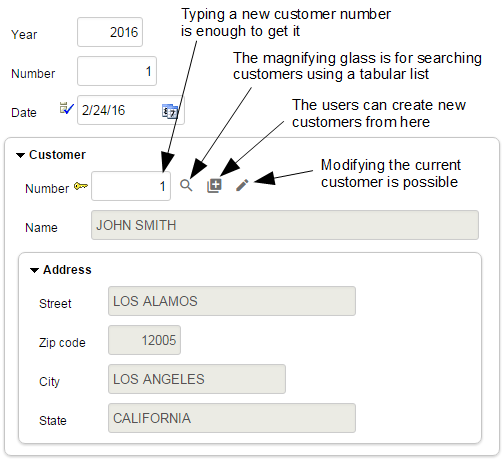 Typing a new customer number
is enough to get it
Year 2016
The magnifying glass is for searching
customers using a tabular list
Number 1
The users can create new
customers from here
Date 2/24/16
Modifying the current
customer is possible
Customer
Number 1
Name JOHN SMITH
Address
Street LOS ALAMOS
Zip code 12005
City LOS ANGELES
State CALIFORNIA